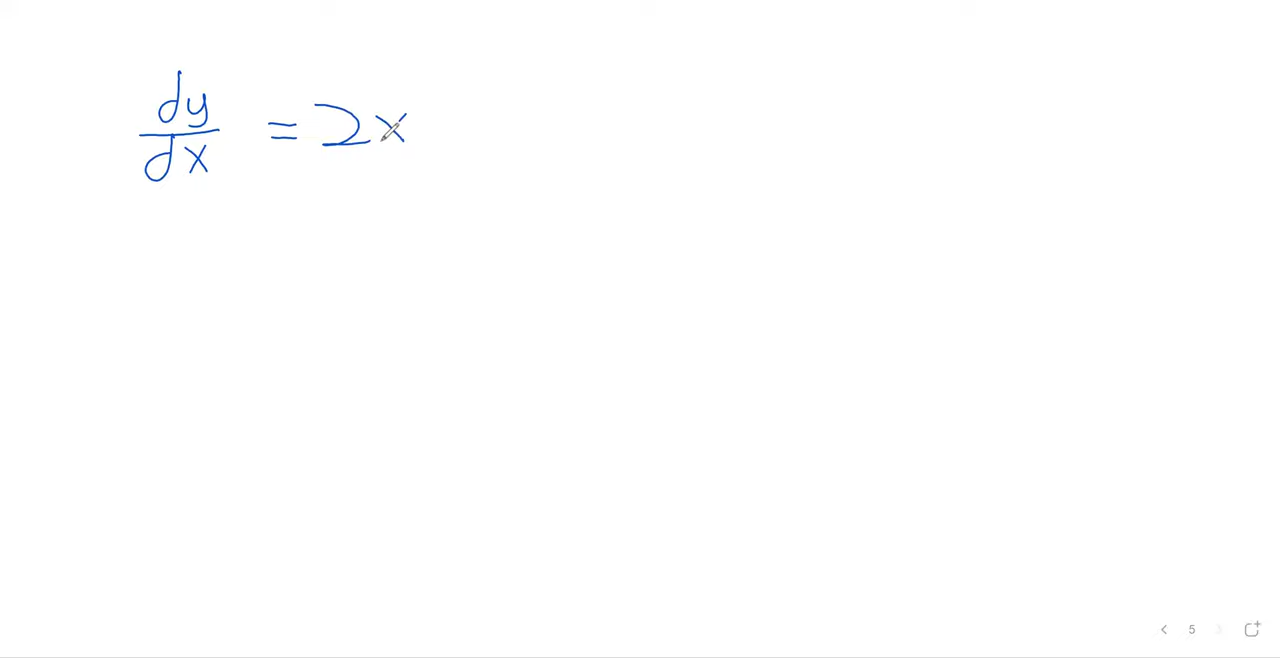 dy/dx = 2x
< 5 >